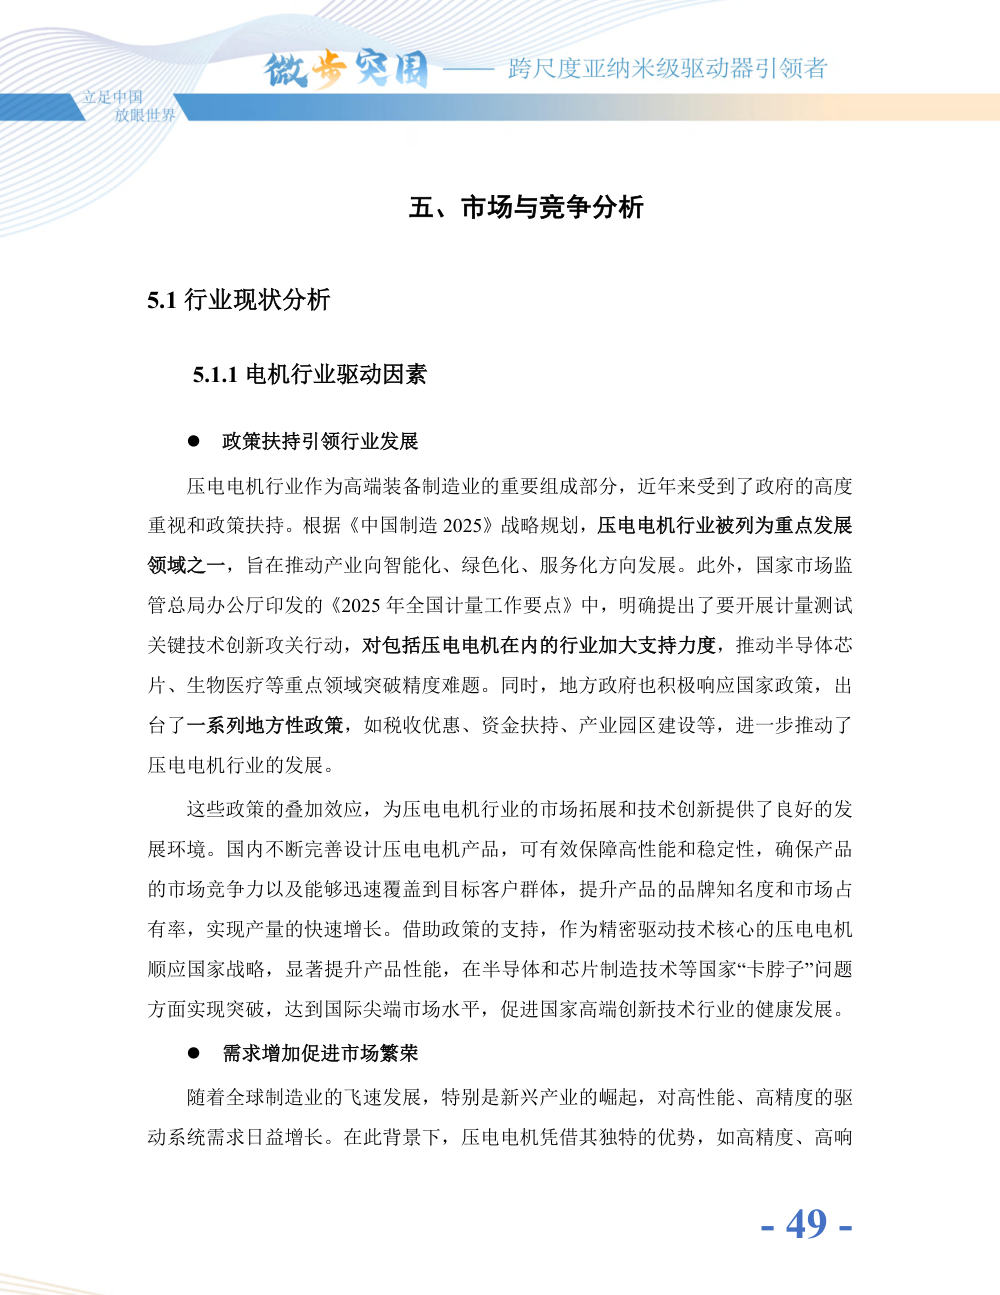 微步突围 —— 跨尺度亚纳米级驱动器引领者
立足中国
放眼世界
五、市场与竞争分析
5.1 行业现状分析
5.1.1 电机行业驱动因素
● 政策扶持引领行业发展
压电电机行业作为高端装备制造业的重要组成部分，近年来受到了政府的高度
重视和政策扶持。根据《中国制造 2025》战略规划，压电电机行业被列为重点发展
领域之一，旨在推动产业向智能化、绿色化、服务化方向发展。此外，国家市场监
管总局办公厅印发的《2025 年全国计量工作要点》中，明确提出了要开展计量测试
关键技术创新攻关行动，对包括压电电机在内的行业加大支持力度，推动半导体芯
片、生物医疗等重点领域突破精度难题。同时，地方政府也积极响应国家政策，出
台了一系列地方性政策，如税收优惠、资金扶持、产业园区建设等，进一步推动了
压电电机行业的发展。
这些政策的叠加效应，为压电电机行业的市场拓展和技术创新提供了良好的发
展环境。国内不断完善设计压电电机产品，可有效保障高性能和稳定性，确保产品
的市场竞争力以及能够迅速覆盖到目标客户群体，提升产品的品牌知名度和市场占
有率，实现产量的快速增长。借助政策的支持，作为精密驱动技术核心的压电电机
顺应国家战略，显著提升产品性能，在半导体和芯片制造技术等国家“卡脖子”问题
方面实现突破，达到国际尖端市场水平，促进国家高端创新技术行业的健康发展。
● 需求增加促进市场繁荣
随着全球制造业的飞速发展，特别是新兴产业的崛起，对高性能、高精度的驱
动系统需求日益增长。在此背景下，压电电机凭借其独特的优势，如高精度、高响
- 49 -